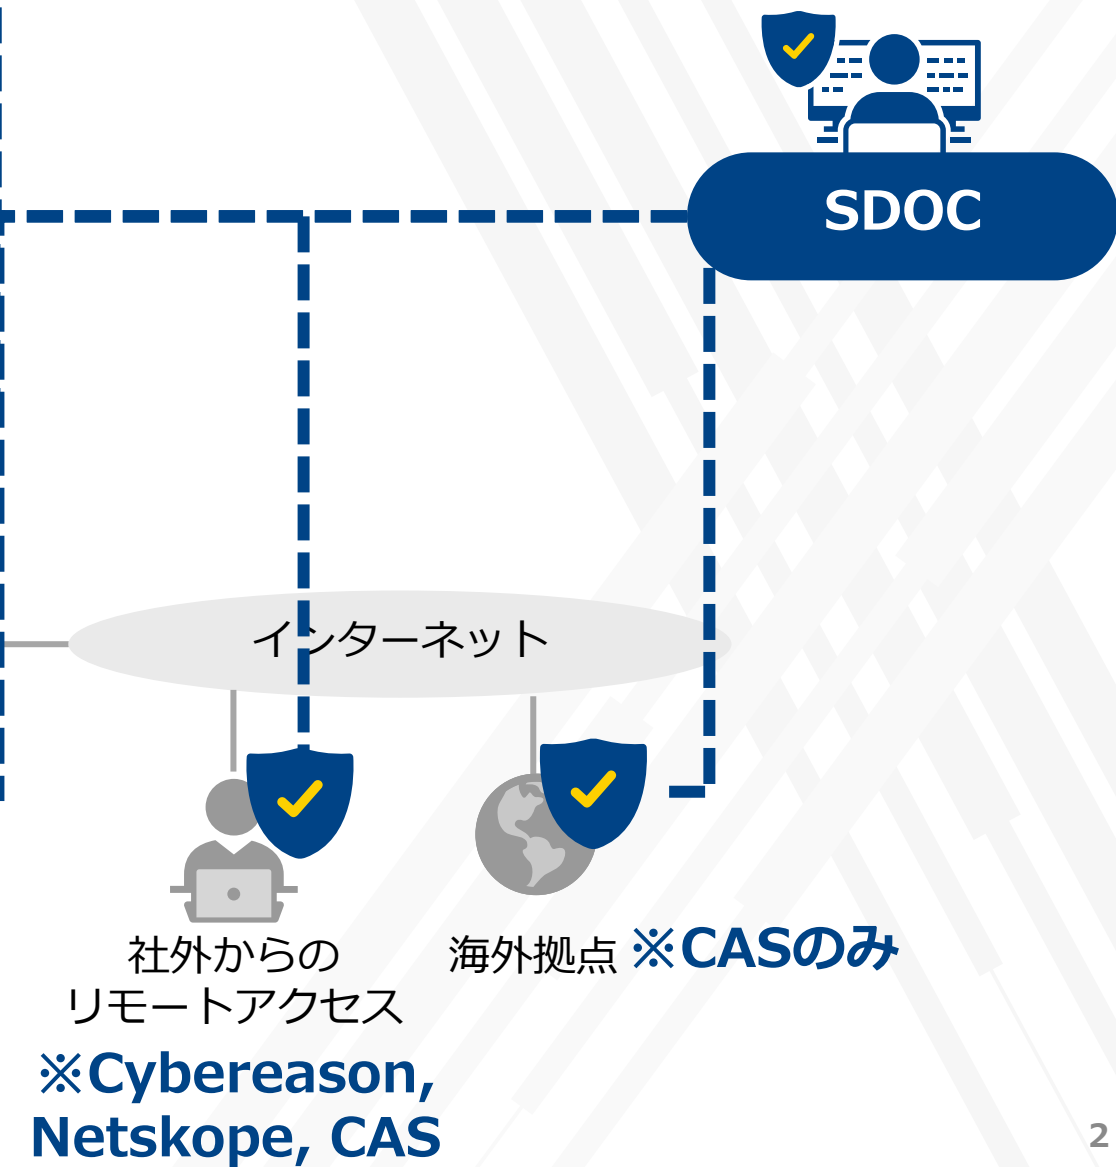 SDOC
インターネット
社外からの
リモートアクセス
※Cybereason,
Netskope, CAS
海外拠点 ※CASのみ
2